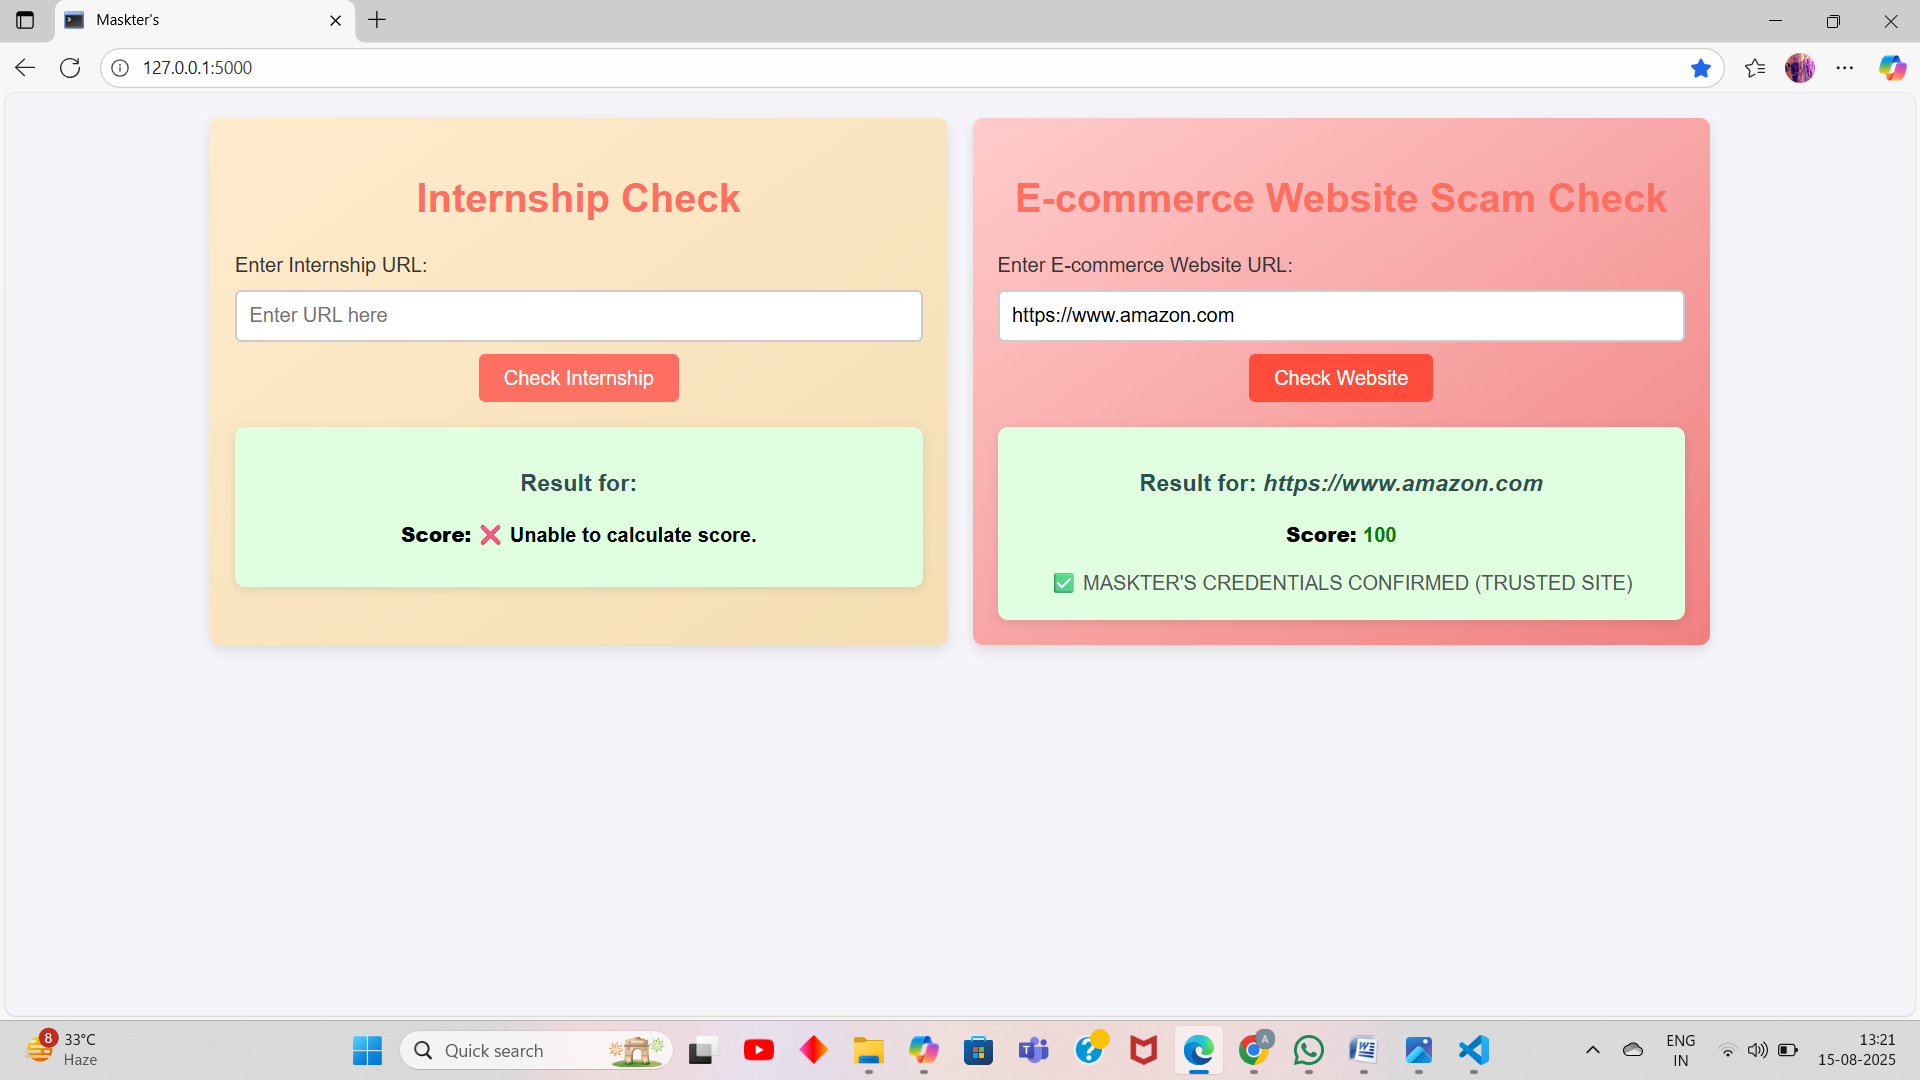 Maskter's
127.0.0.1:5000
Internship Check
Enter Internship URL:
Enter URL here
Check Internship
Result for:
Score: ❌ Unable to calculate score.
E-commerce Website Scam Check
Enter E-commerce Website URL:
https://www.amazon.com
Check Website
Result for: https://www.amazon.com
Score: 100
✅ MASKTER'S CREDENTIALS CONFIRMED (TRUSTED SITE)
8
33°C
Haze
Quick search
A
ENG
IN
13:21
15-08-2025